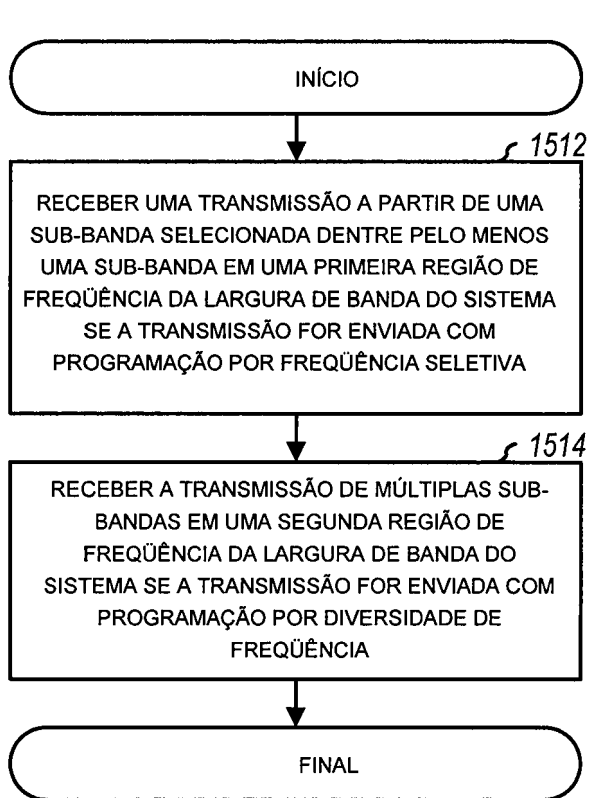 INÍCIO
1512
RECEBER UMA TRANSMISSÃO A PARTIR DE UMA
SUB-BANDA SELECIONADA DENTRE PELO MENOS
UMA SUB-BANDA EM UMA PRIMEIRA REGIÃO DE
FREQÜÊNCIA DA LARGURA DE BANDA DO SISTEMA
SE A TRANSMISSÃO FOR ENVIADA COM
PROGRAMAÇÃO POR FREQÜÊNCIA SELETIVA
1514
RECEBER A TRANSMISSÃO DE MÚLTIPLAS SUB-
BANDAS EM UMA SEGUNDA REGIÃO DE
FREQÜÊNCIA DA LARGURA DE BANDA DO
SISTEMA SE A TRANSMISSÃO FOR ENVIADA COM
PROGRAMAÇÃO POR DIVERSIDADE DE
FREQÜÊNCIA
FINAL